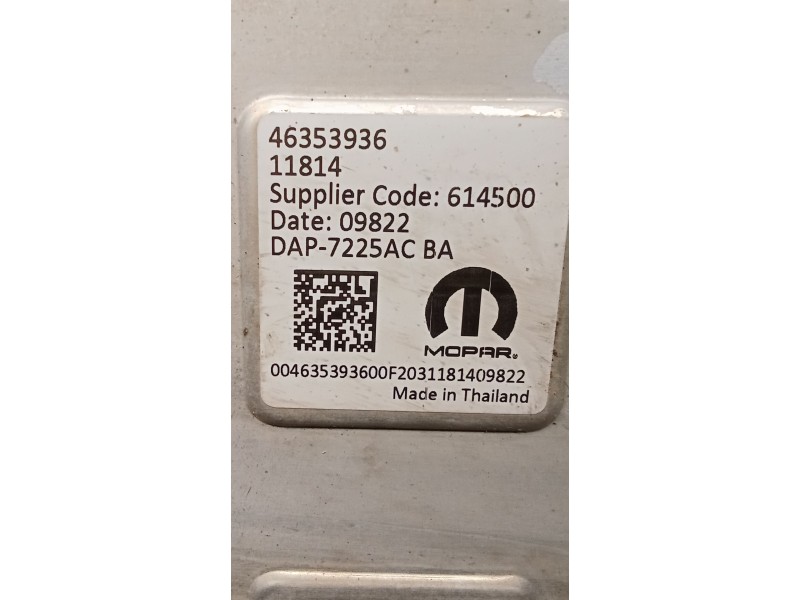 46353936
11814
Supplier Code: 614500
Date: 09822
DAP-7225AC BA
MOPAR®
004635393600F2031181409822
Made in Thailand